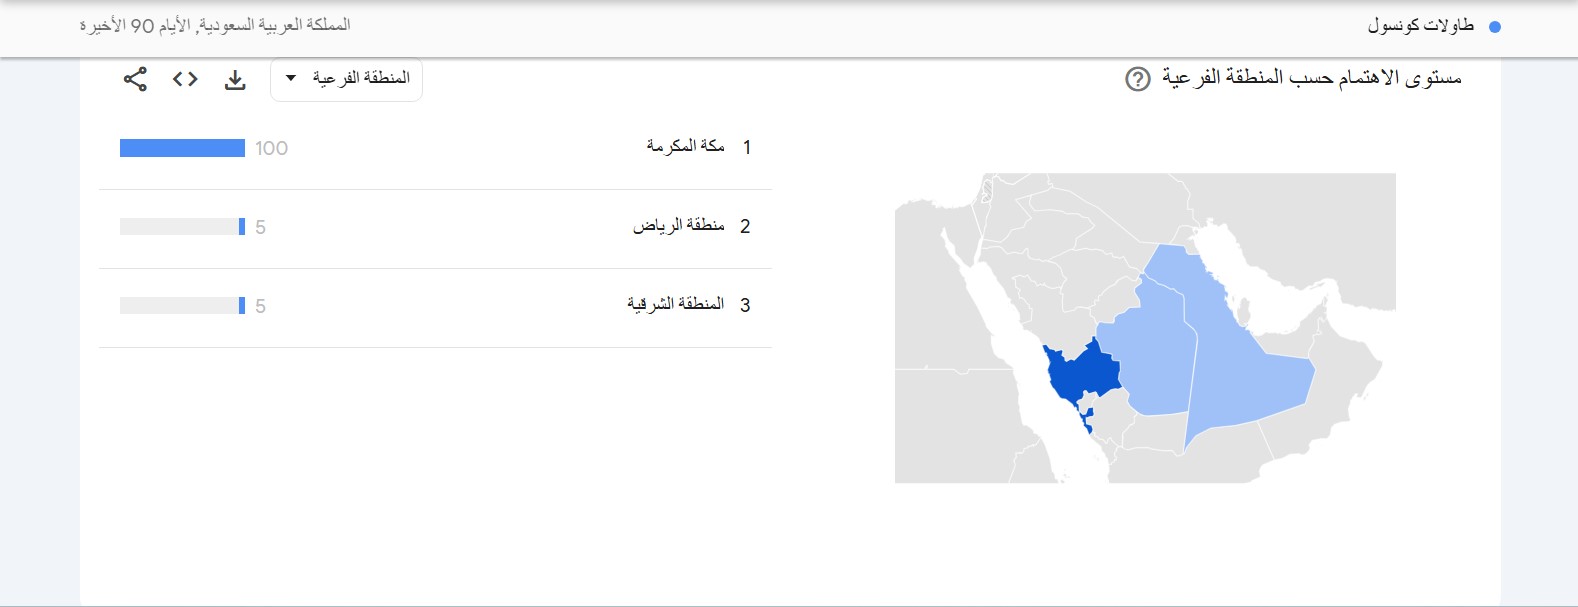 طاولات كونسول
المملكة العربية السعودية, الأيام 90 الأخيرة
مستوى الاهتمام حسب المنطقة الفرعية
المنطقة الفرعية
1 مكة المكرمة 100
2 منطقة الرياض 5
3 المنطقة الشرقية 5